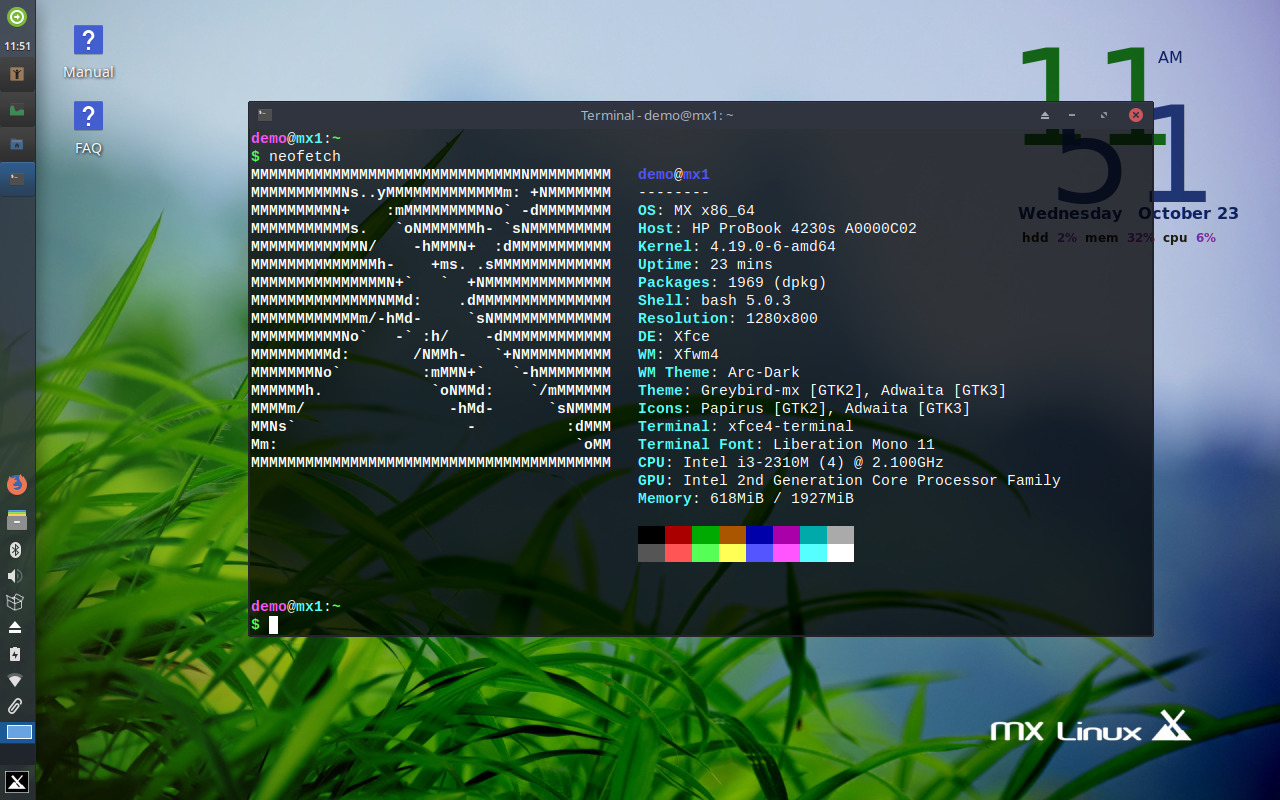 11:51
Manual
FAQ
11 AM
51
Wednesday October 23
hdd 2% mem 32% cpu 6%
Terminal - demo@mx1: ~
demo@mx1:~
$ neofetch
MMMMMMMMMMMMMMMMMMMMMMMMMMMMMMNMMMMMMMMM
MMMMMMMMMMNs..yMMMMMMMMMMMMMm: +NMMMMMMM
MMMMMMMMMN+    :mMMMMMMMMMNo` -dMMMMMMMM
MMMMMMMMMMMs.   `oNMMMMMMh- `sNMMMMMMMMM
MMMMMMMMMMMMN/    -hMMMN+  :dMMMMMMMMMMM
MMMMMMMMMMMMMMh-    +ms. .sMMMMMMMMMMMMM
MMMMMMMMMMMMMMMN+`   `  +NMMMMMMMMMMMMMM
MMMMMMMMMMMMMMNMMd:    .dMMMMMMMMMMMMMMM
MMMMMMMMMMMMm/-hMd-     `sNMMMMMMMMMMMMM
MMMMMMMMMMNo`   -` :h/    -dMMMMMMMMMMMM
MMMMMMMMMd:       /NMMh-   `+NMMMMMMMMMM
MMMMMMMNo`         :mMMN+`   `-hMMMMMMMM
MMMMMMh.            `oNMMd:    `/mMMMMMM
MMMMm/                -hMd-      `sNMMMM
MMNs`                   -          :dMMM
Mm:                                 `oMM
MMMMMMMMMMMMMMMMMMMMMMMMMMMMMMMMMMMMMMMM
demo@mx1
--------
OS: MX x86_64
Host: HP ProBook 4230s A0000C02
Kernel: 4.19.0-6-amd64
Uptime: 23 mins
Packages: 1969 (dpkg)
Shell: bash 5.0.3
Resolution: 1280x800
DE: Xfce
WM: Xfwm4
WM Theme: Arc-Dark
Theme: Greybird-mx [GTK2], Adwaita [GTK3]
Icons: Papirus [GTK2], Adwaita [GTK3]
Terminal: xfce4-terminal
Terminal Font: Liberation Mono 11
CPU: Intel i3-2310M (4) @ 2.100GHz
GPU: Intel 2nd Generation Core Processor Family
Memory: 618MiB / 1927MiB
demo@mx1:~
$
mx Linux